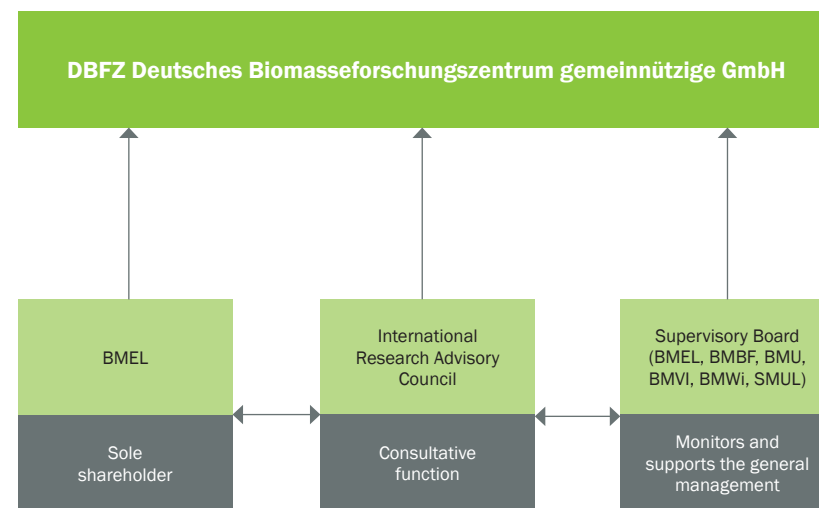 DBFZ Deutsches Biomasseforschungszentrum gemeinnützige GmbH
BMEL
Sole
shareholder
International
Research Advisory
Council
Consultative
function
Supervisory Board
(BMEL, BMBF, BMU,
BMVI, BMWi, SMUL)
Monitors and
supports the general
management